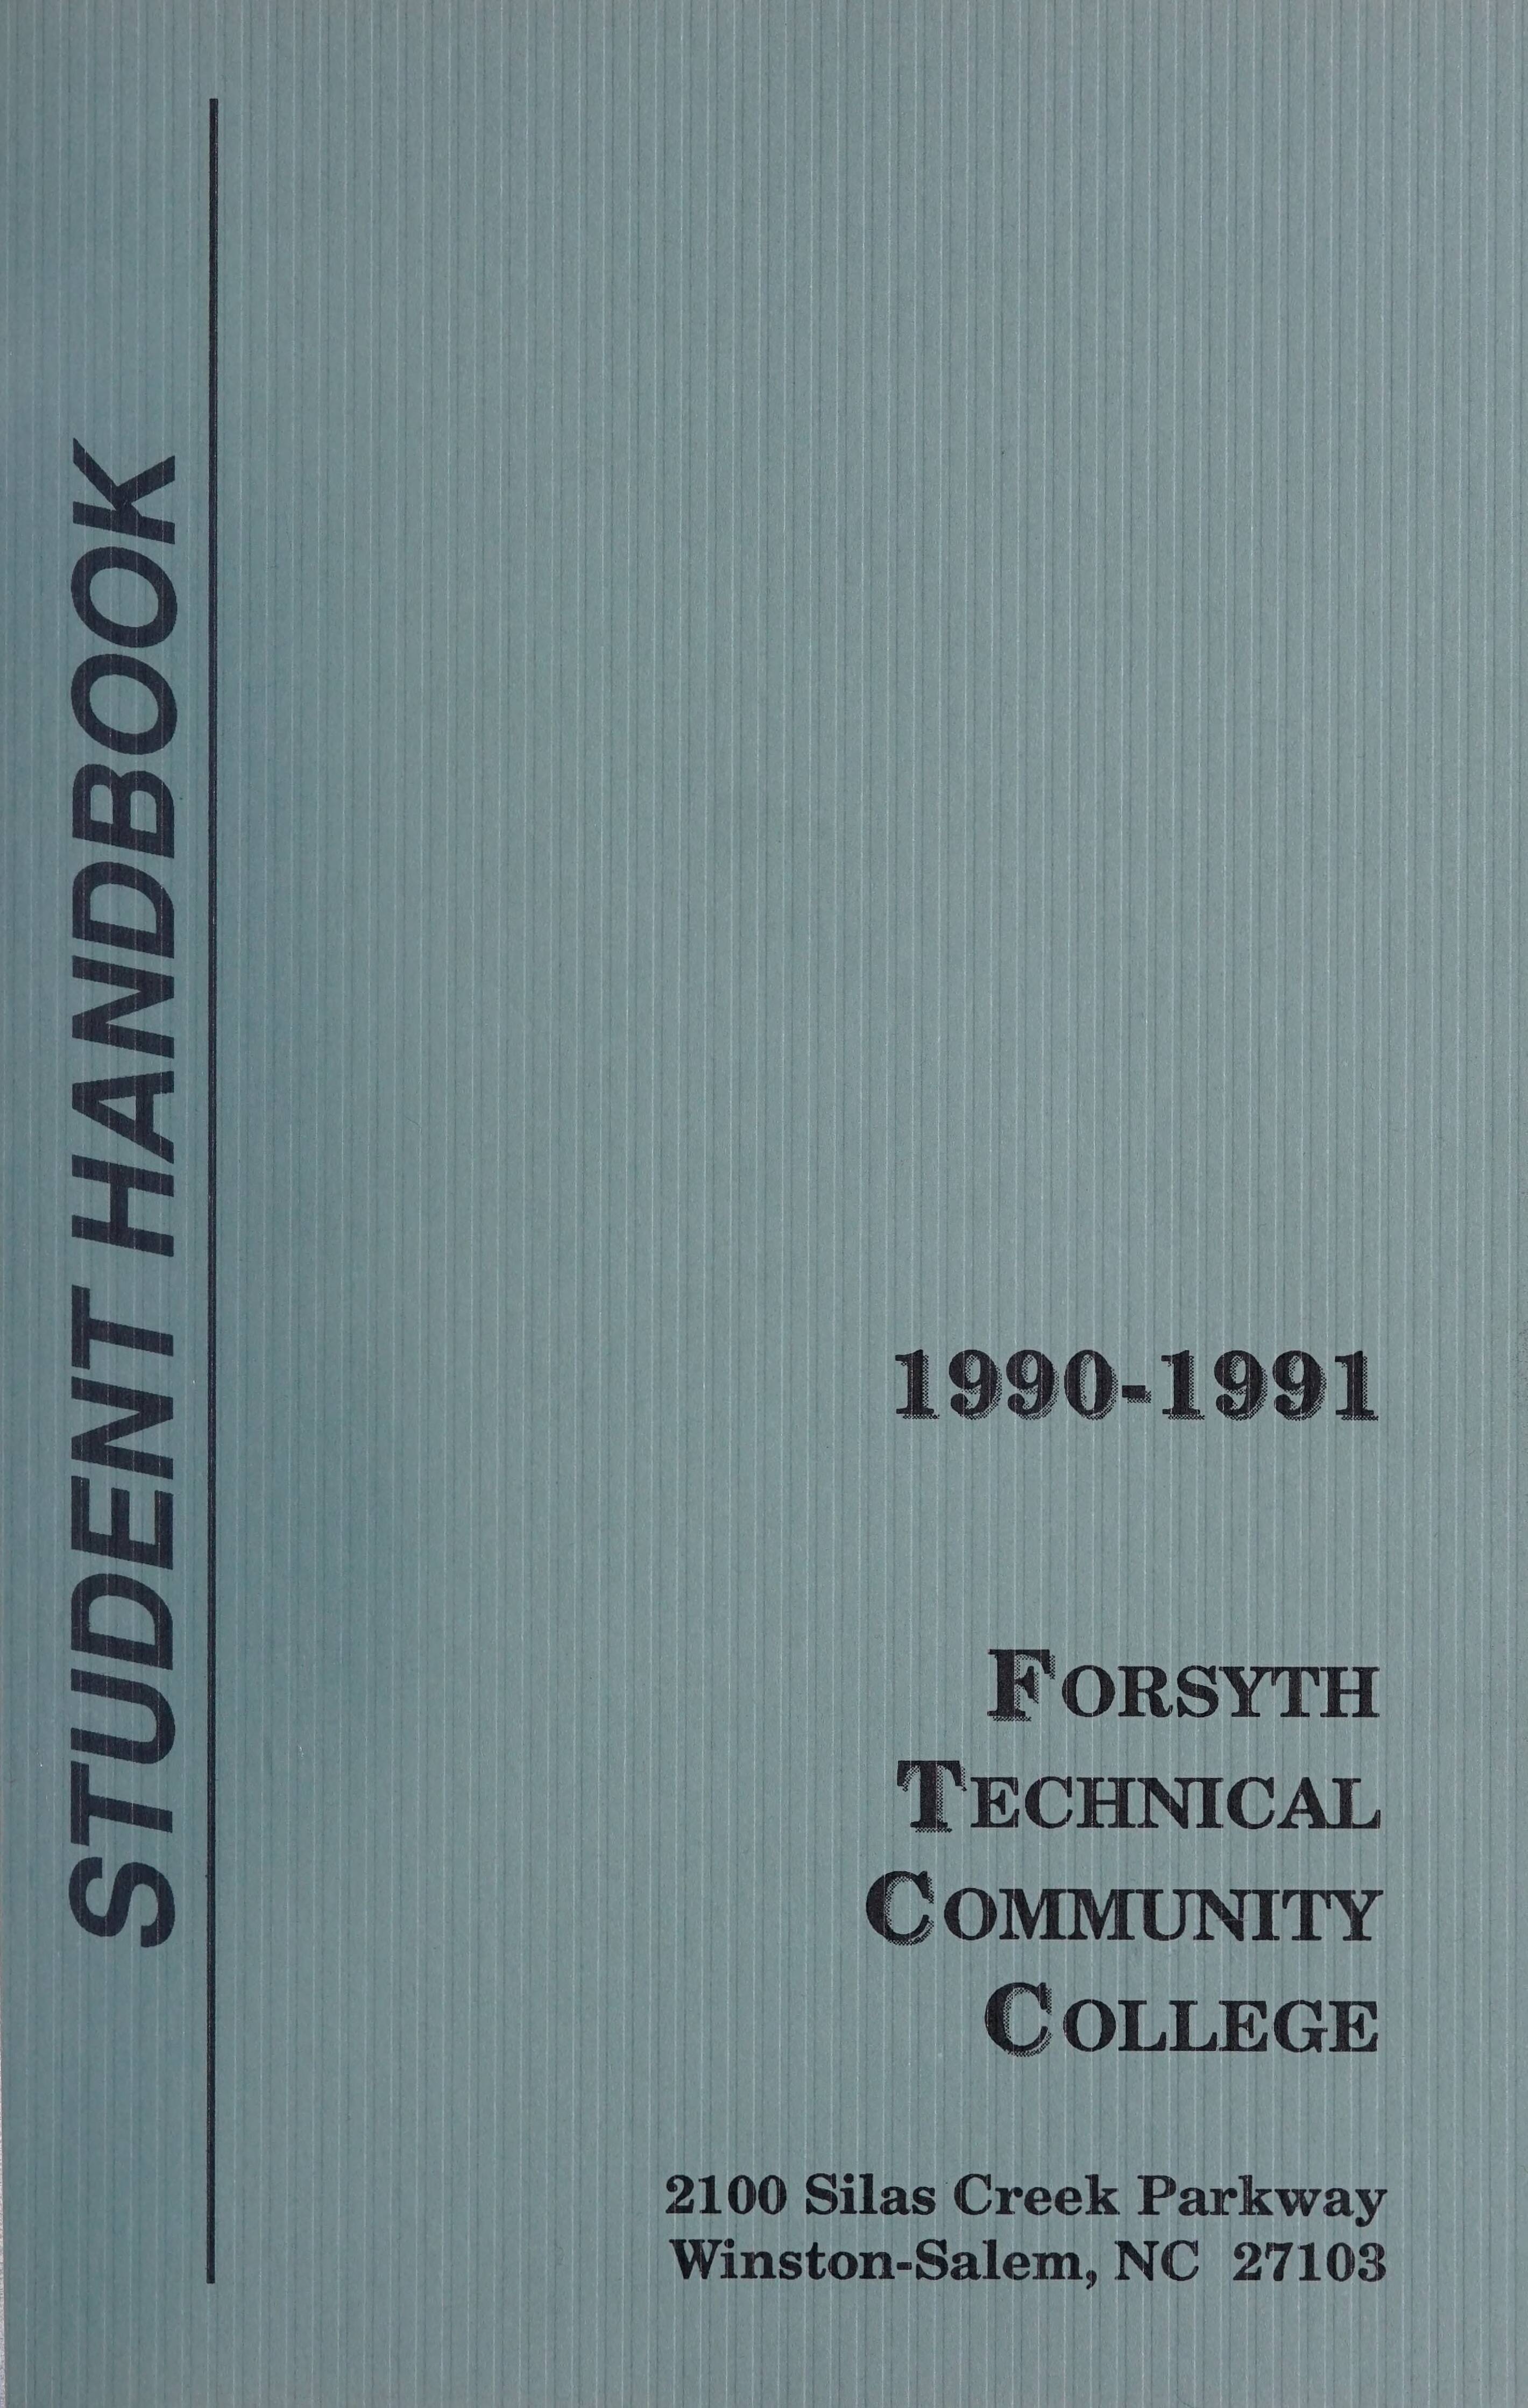 STUDENT HANDBOOK
1990-1991
FORSYTH
TECHNICAL
COMMUNITY
COLLEGE
2100 Silas Creek Parkway
Winston-Salem, NC 27103